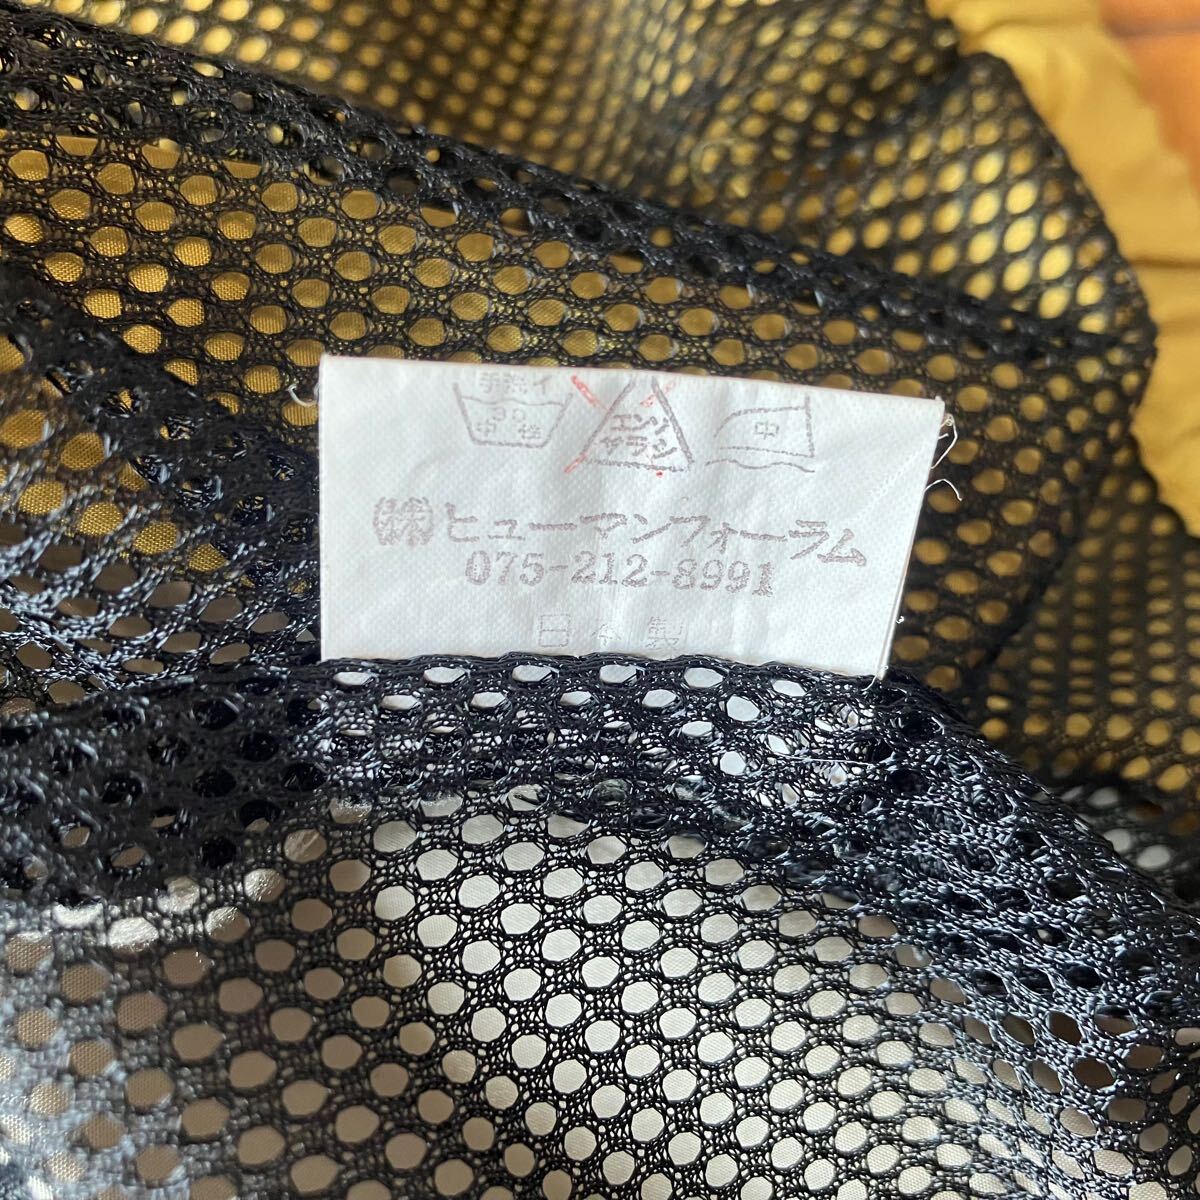 手洗イ
30
中性
エンソ
サラシ
中
㈱ヒューマンフォーラム
075-212-8991
日本製